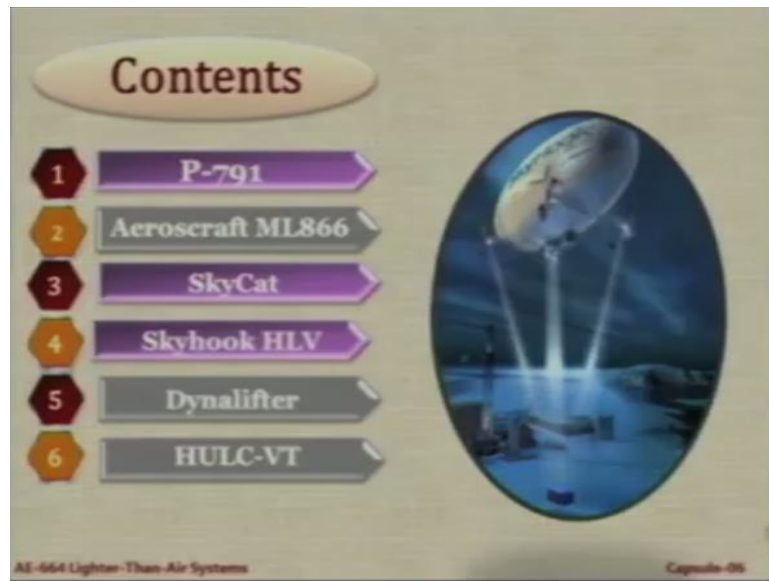 Contents
1 P-791
2 Aeroscraft ML866
3 SkyCat
4 Skyhook HLV
5 Dynalifter
6 HULC-VT
AE-664 Lighter-Than-Air Systems Capsule-06